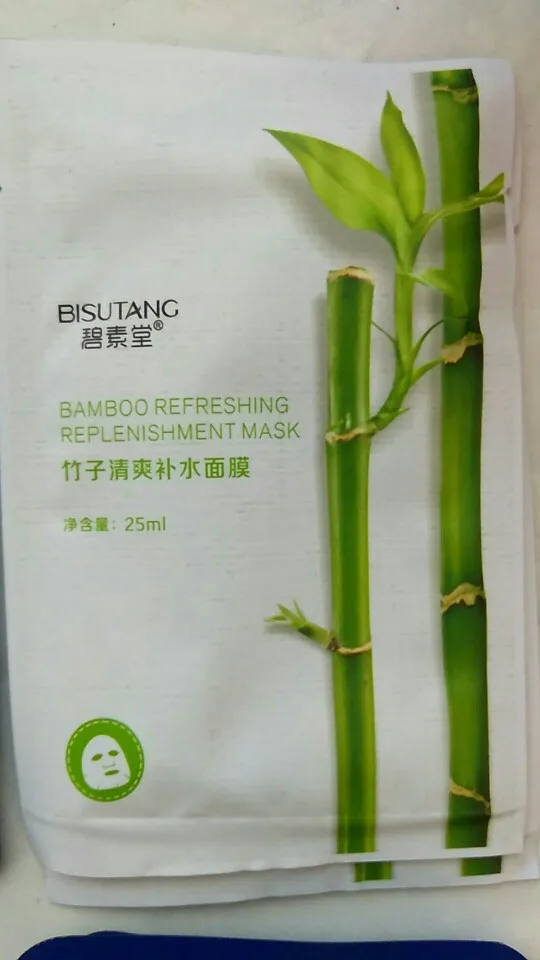 BISUTANG
碧素堂®
BAMBOO REFRESHING
REPLENISHMENT MASK
竹子清爽补水面膜
净含量：25ml